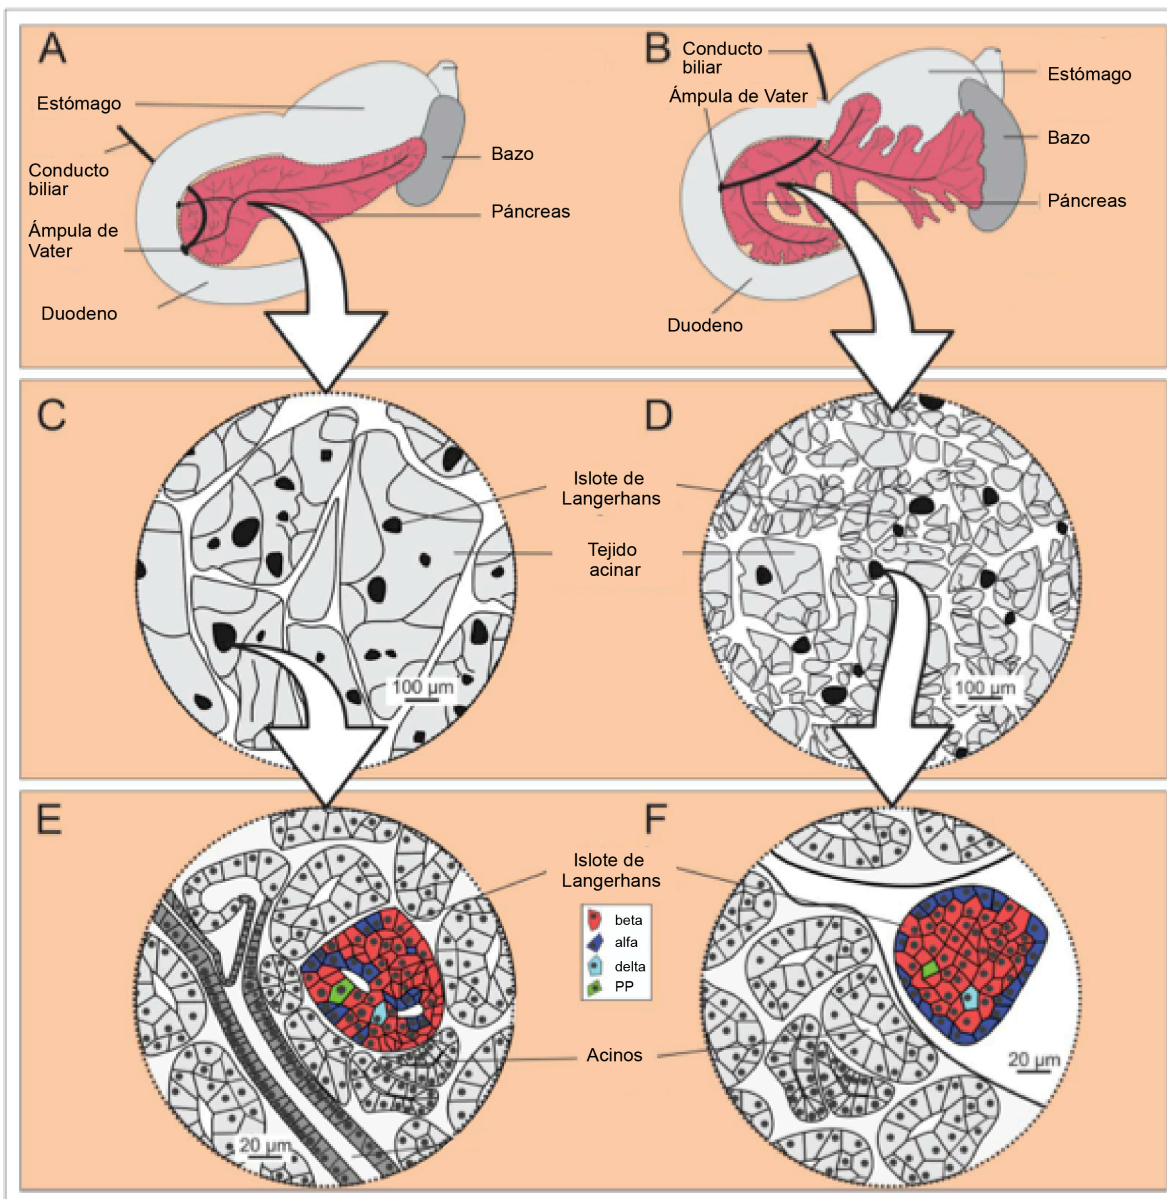 A
Estómago
Conducto
biliar
Ámpula de
Vater
Duodeno
Bazo
Páncreas
B
Conducto
biliar
Ámpula de Vater
Estómago
Bazo
Páncreas
Duodeno
C
D
Islote de
Langerhans
Tejido
acinar
100 µm
100 µm
E
F
Islote de
Langerhans
beta
alfa
delta
PP
Acinos
20 µm
20 µm